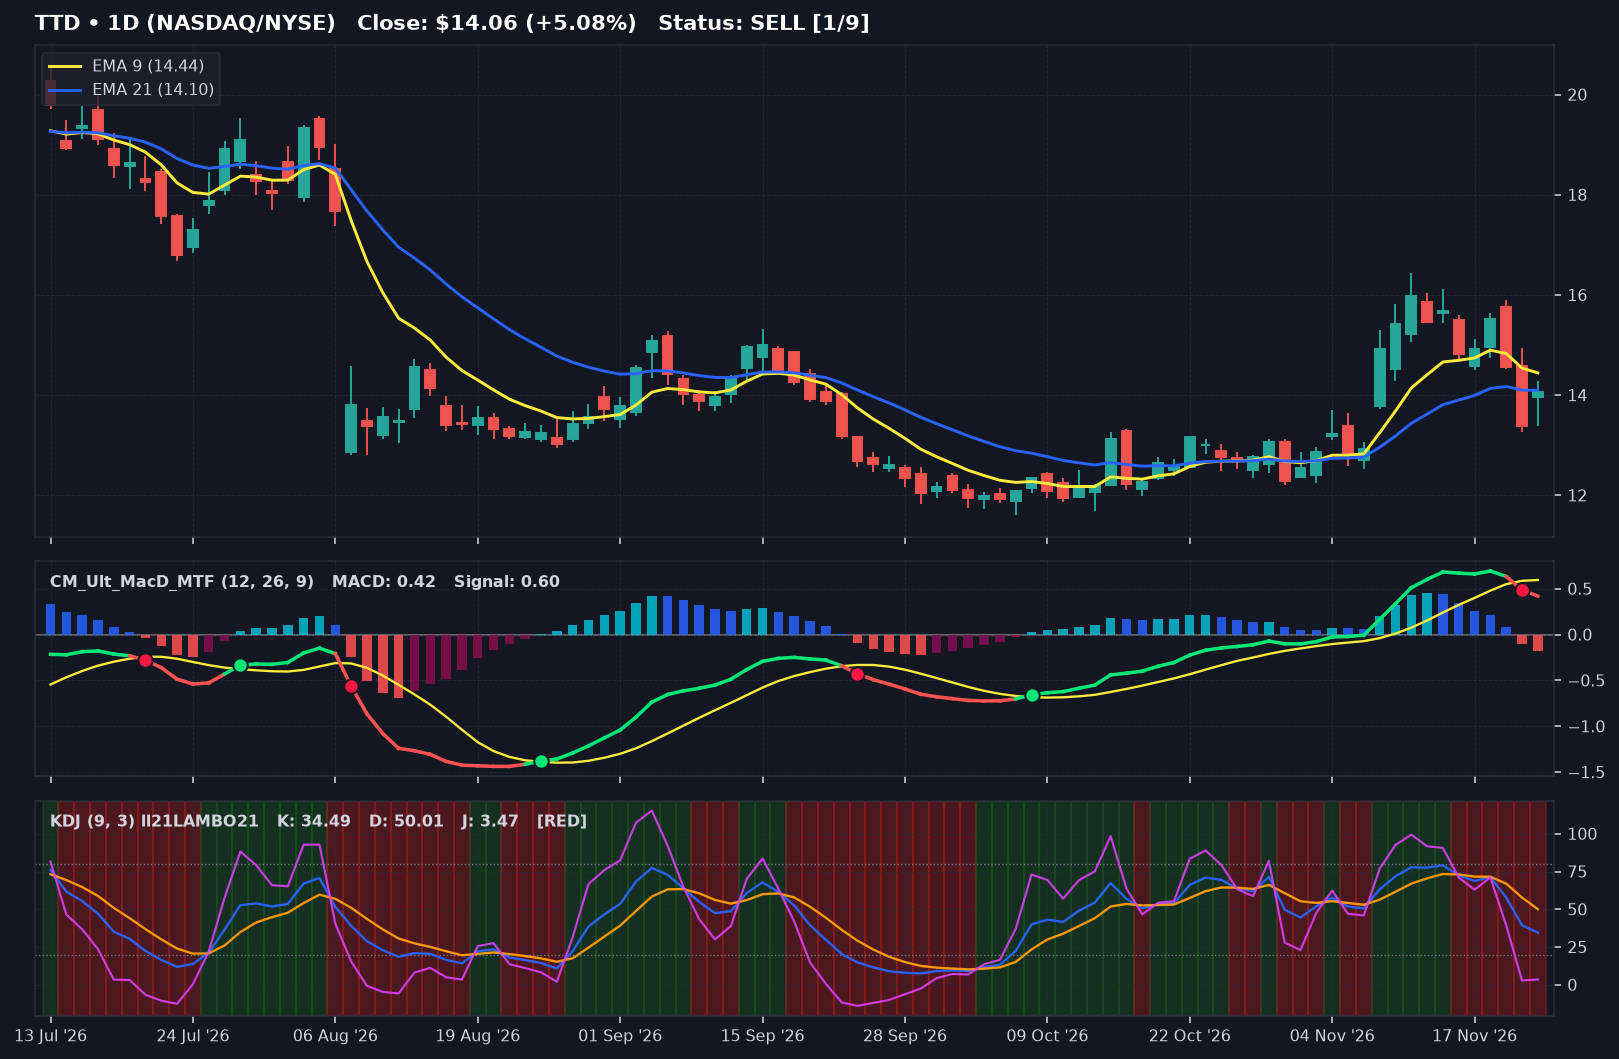 TTD • 1D (NASDAQ/NYSE)   Close: $14.06 (+5.08%)   Status: SELL [1/9]
EMA 9 (14.44)
EMA 21 (14.10)
20
18
16
14
12
CM_Ult_MacD_MTF (12, 26, 9)   MACD: 0.42   Signal: 0.60
0.5
0.0
−0.5
−1.0
−1.5
KDJ (9, 3) II21LAMBO21   K: 34.49   D: 50.01   J: 3.47   [RED]
100
75
50
25
0
13 Jul '26
24 Jul '26
06 Aug '26
19 Aug '26
01 Sep '26
15 Sep '26
28 Sep '26
09 Oct '26
22 Oct '26
04 Nov '26
17 Nov '26